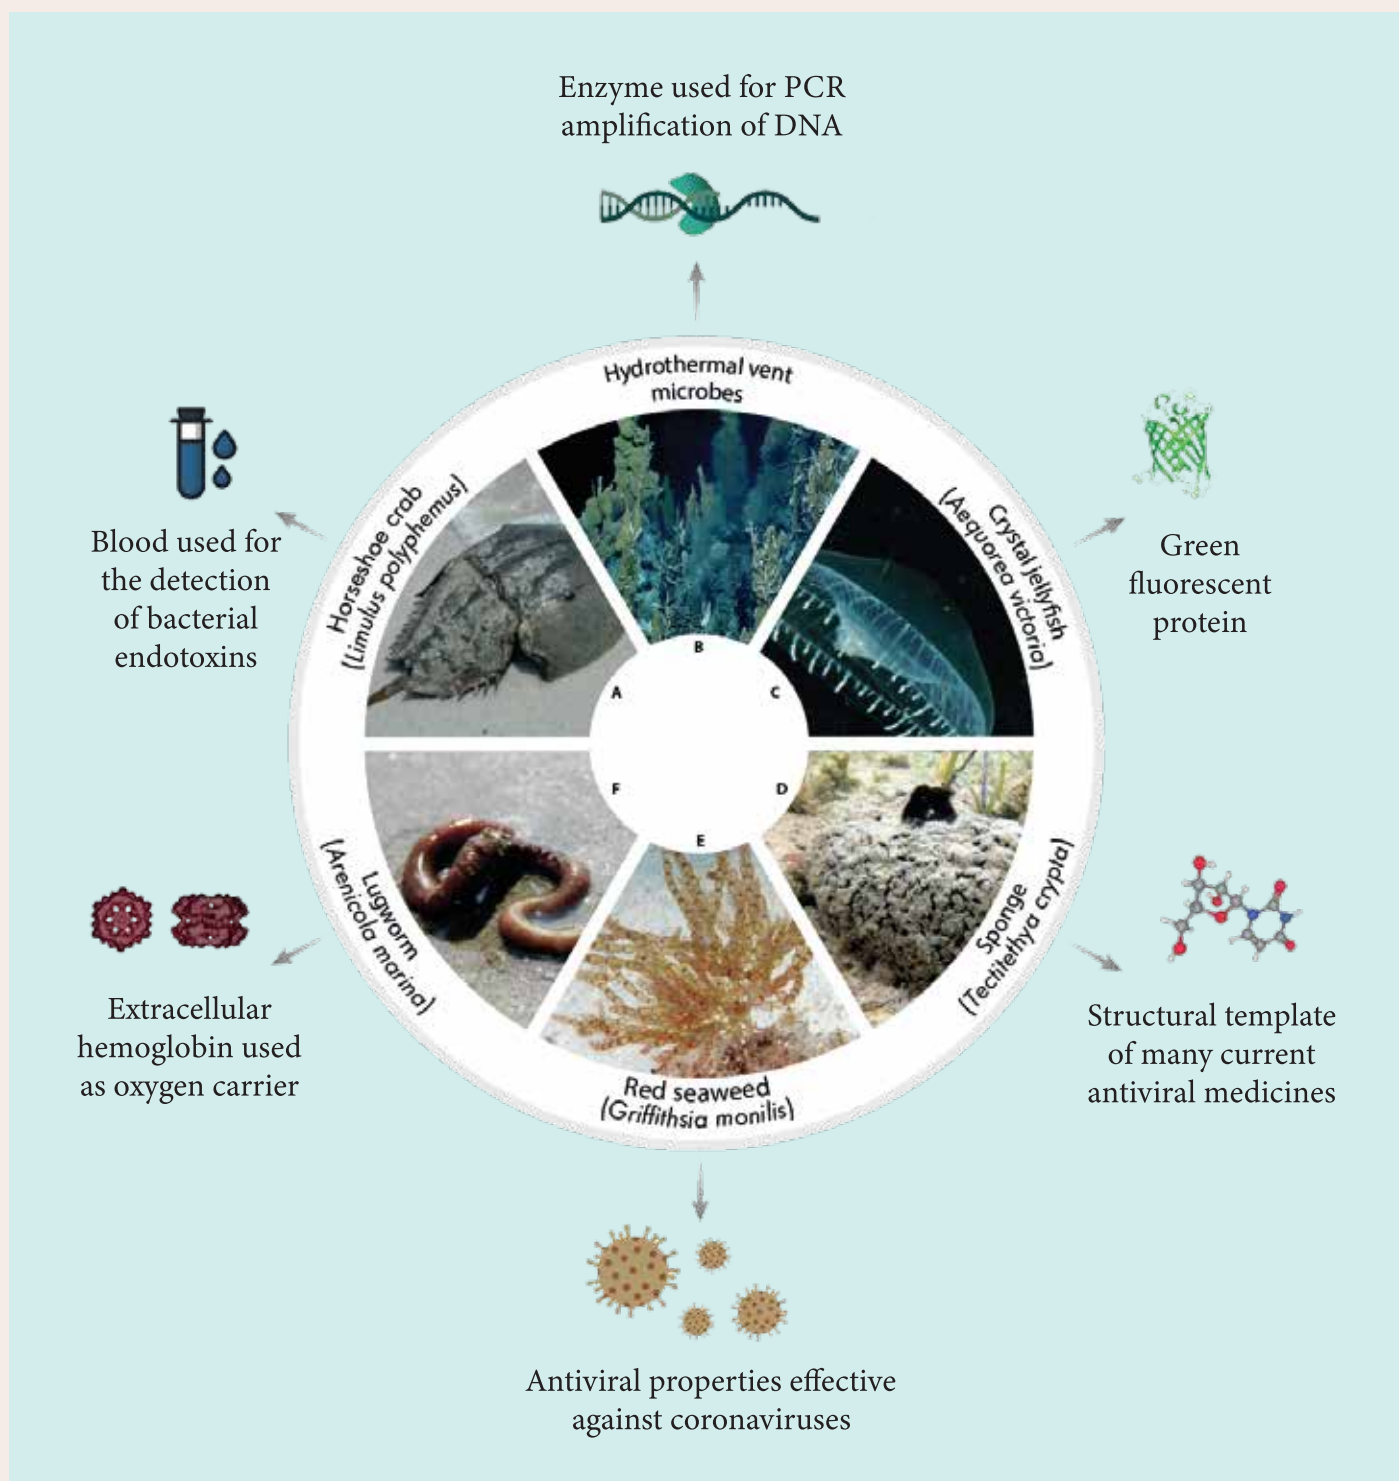 Enzyme used for PCR
amplification of DNA
Hydrothermal vent
microbes
Horseshoe crab
(Limulus polyphemus)
Crystal jellyfish
(Aequorea victoria)
Blood used for
the detection
of bacterial
endotoxins
Green
fluorescent
protein
B
A
C
F
D
E
Lugworm
(Arenicola marina)
Sponge
(Tectitethya crypta)
Red seaweed
(Griffithsia monilis)
Extracellular
hemoglobin used
as oxygen carrier
Structural template
of many current
antiviral medicines
Antiviral properties effective
against coronaviruses